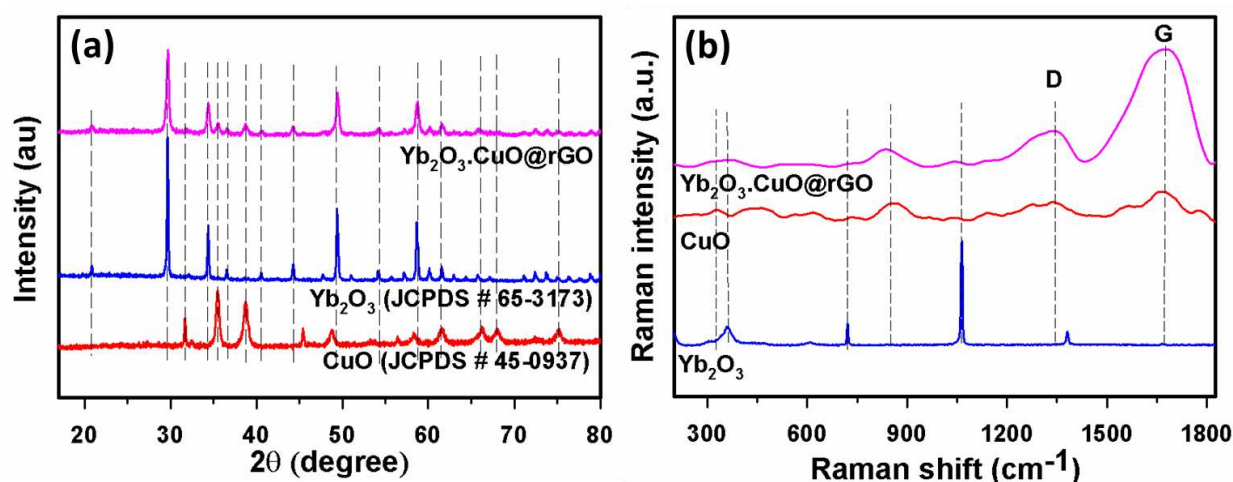 (a)
Intensity (au)
Yb₂O₃.CuO@rGO
Yb₂O₃ (JCPDS # 65-3173)
CuO (JCPDS # 45-0937)
20 30 40 50 60 70 80
2θ (degree)
(b)
Raman intensity (a.u.)
G
D
Yb₂O₃.CuO@rGO
CuO
Yb₂O₃
300 600 900 1200 1500 1800
Raman shift (cm⁻¹)